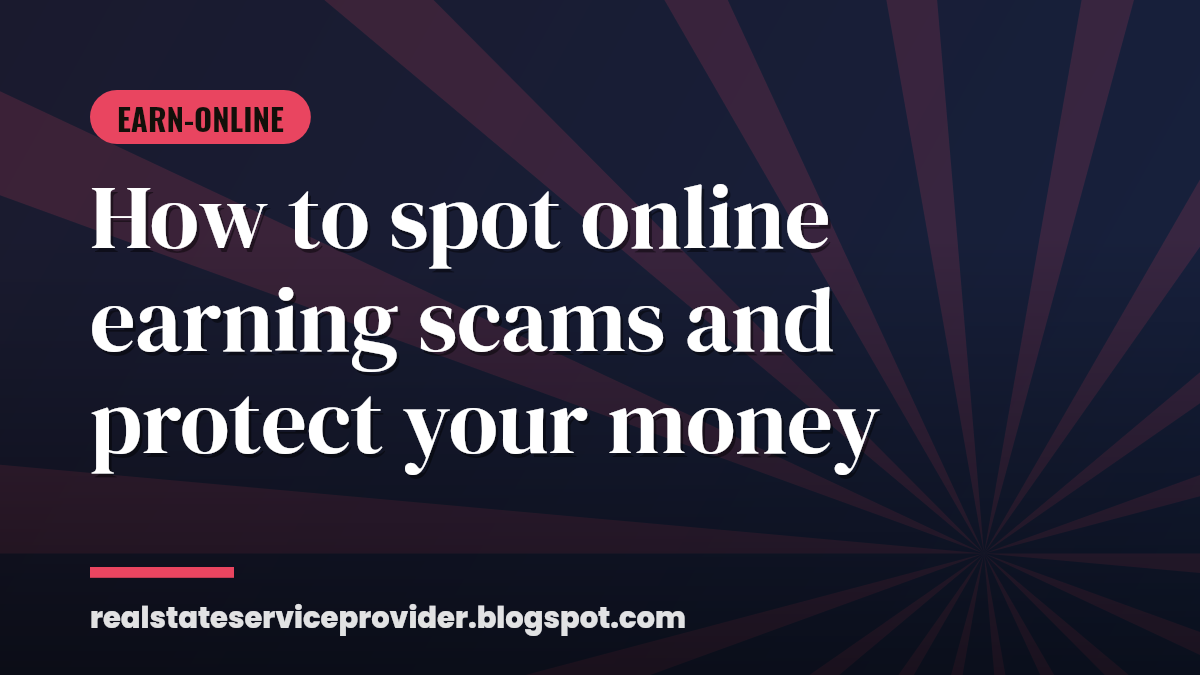 EARN-ONLINE
How to spot online
earning scams and
protect your money
realstateserviceprovider.blogspot.com